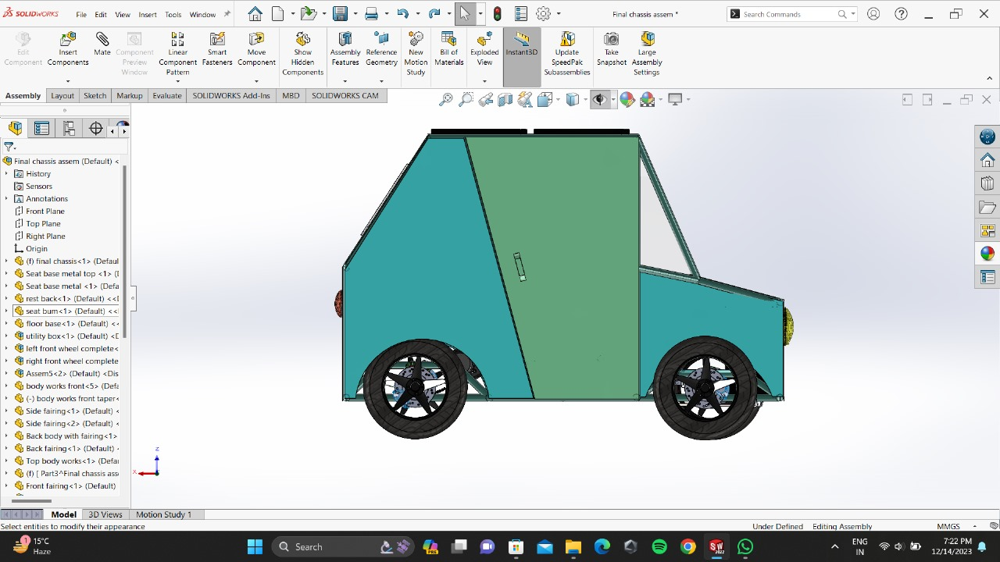 SOLIDWORKS File Edit View Insert Tools Window Final chassis assem * Search Commands
Edit Component
Insert Components
Mate
Component Preview Window
Linear Component Pattern
Smart Fasteners
Move Component
Show Hidden Components
Assembly Features
Reference Geometry
New Motion Study
Bill of Materials
Exploded View
Instant3D
Update SpeedPak Subassemblies
Take Snapshot
Large Assembly Settings
Assembly Layout Sketch Markup Evaluate SOLIDWORKS Add-Ins MBD SOLIDWORKS CAM
Final chassis assem (Default) <
History
Sensors
Annotations
Front Plane
Top Plane
Right Plane
Origin
(f) final chassis<1> (Defaul
Seat base metal top <1> (
Seat base metal <1> (Defa
rest back<1> (Default) <<
seat bum<1> (Default) <<
floor base<1> (Default) <<
utility box<1> (Default) <
left front wheel complete<
right front wheel complete
Assem5<2> (Default) <Dis
body works front<5> (Defa
(-) body works front taper<
Side fairing<1> (Default) <
Side fairing<2> (Default) <
Back body with fairing<1>
Back fairing<1> (Default) <
Top body works<1> (Defau
(f) [ Part3^Final chassis ass
Front fairing<1> (Default)
z
x
Model 3D Views Motion Study 1
Select entities to modify their appearance Under Defined Editing Assembly MMGS
1 15°C
Haze
Search
PRE
SW
2022
ENG
IN
7:22 PM
12/14/2023